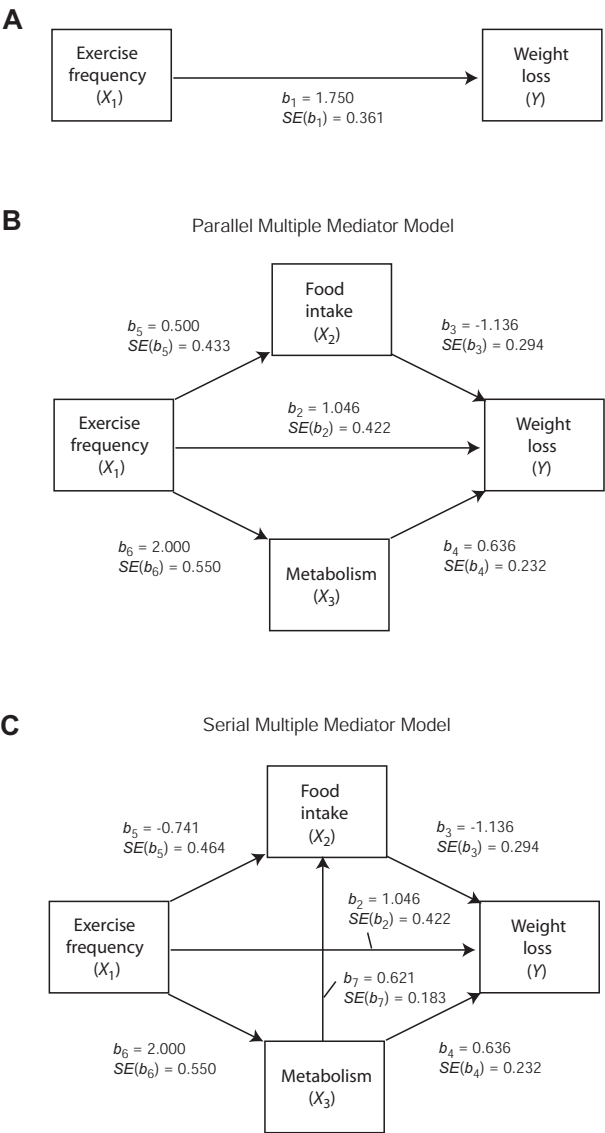 A
Exercise
frequency
(X1)
Weight
loss
(Y)
b1 = 1.750
SE(b1) = 0.361
B
Parallel Multiple Mediator Model
Food
intake
(X2)
b5 = 0.500
SE(b5) = 0.433
b3 = -1.136
SE(b3) = 0.294
Exercise
frequency
(X1)
b2 = 1.046
SE(b2) = 0.422
Weight
loss
(Y)
b6 = 2.000
SE(b6) = 0.550
Metabolism
(X3)
b4 = 0.636
SE(b4) = 0.232
C
Serial Multiple Mediator Model
Food
intake
(X2)
b5 = -0.741
SE(b5) = 0.464
b3 = -1.136
SE(b3) = 0.294
Exercise
frequency
(X1)
b2 = 1.046
SE(b2) = 0.422
Weight
loss
(Y)
b7 = 0.621
SE(b7) = 0.183
b6 = 2.000
SE(b6) = 0.550
Metabolism
(X3)
b4 = 0.636
SE(b4) = 0.232